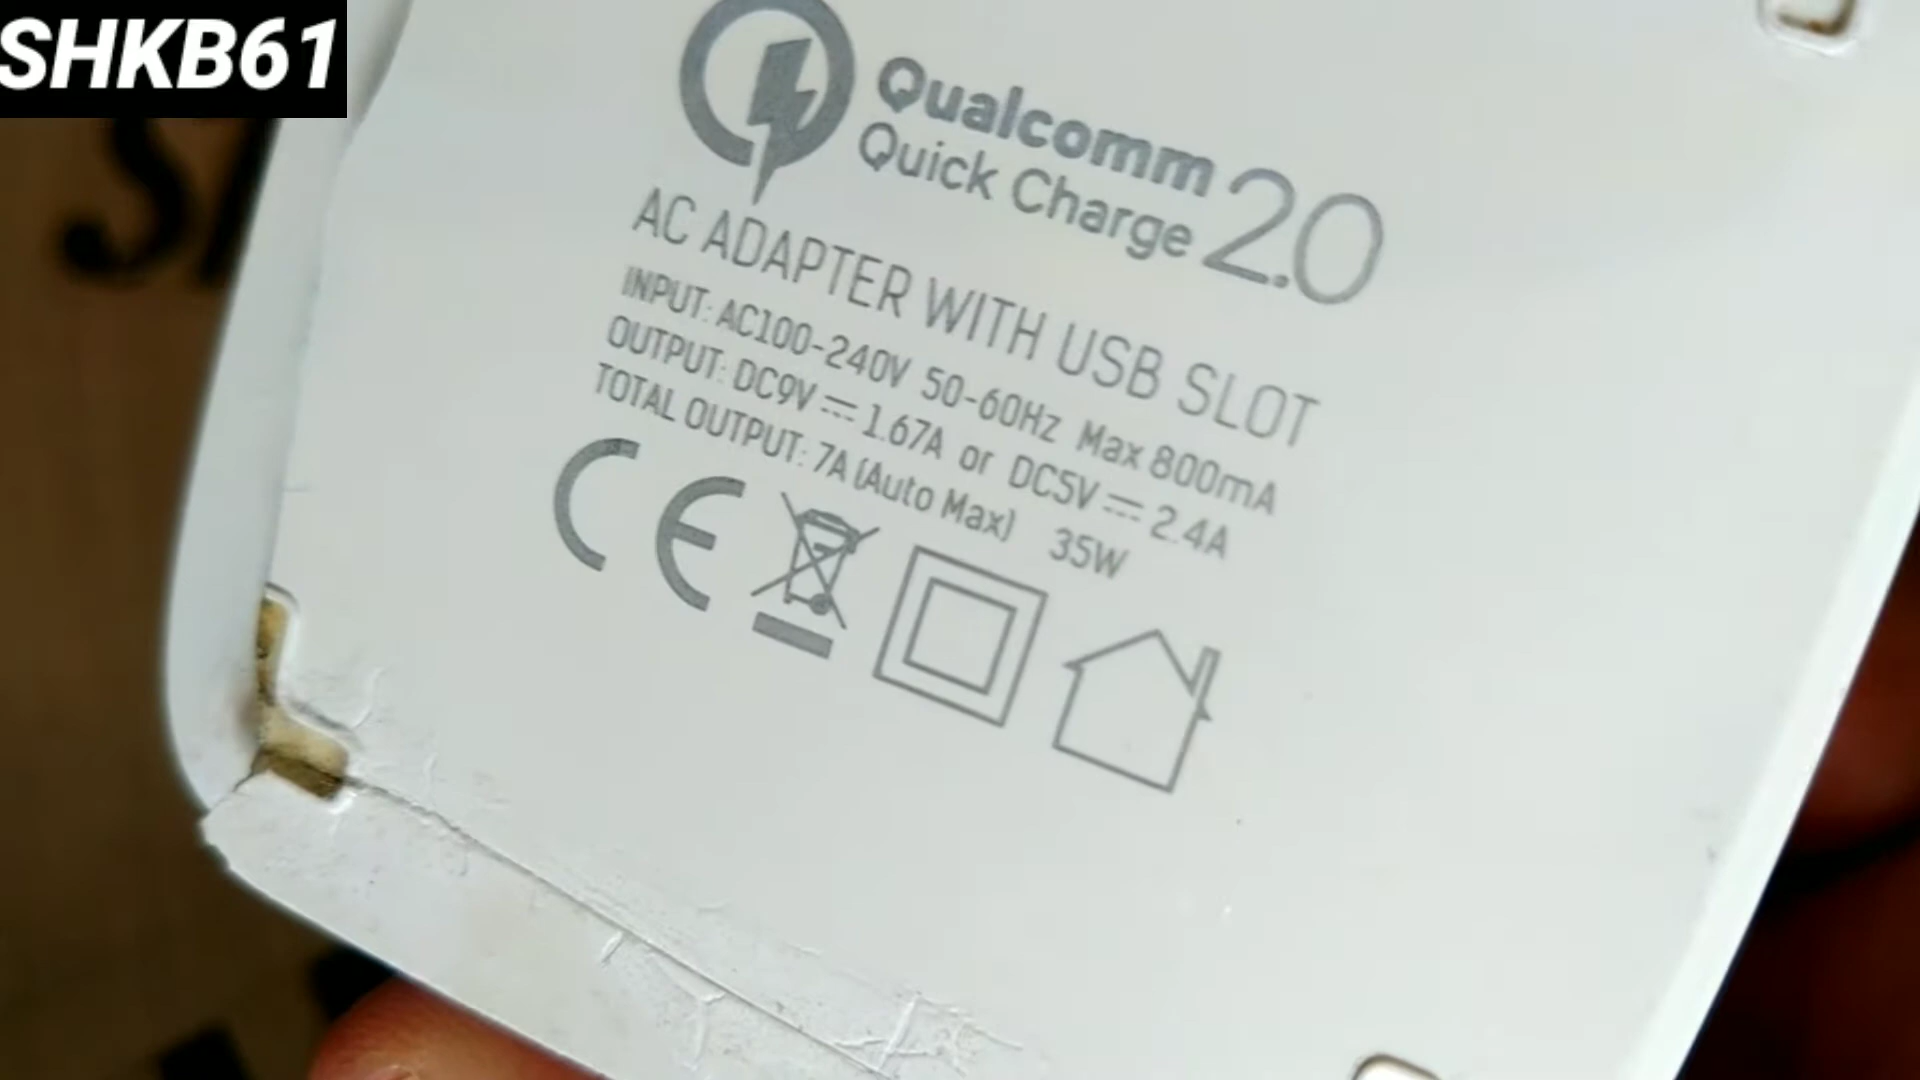 SHKB61
Qualcomm
Quick Charge 2.0
AC ADAPTER WITH USB SLOT
INPUT: AC100-240V 50-60Hz Max 800mA
OUTPUT: DC9V ⎓ 1.67A or DC5V ⎓ 2.4A
TOTAL OUTPUT: 7A (Auto Max) 35W
CE